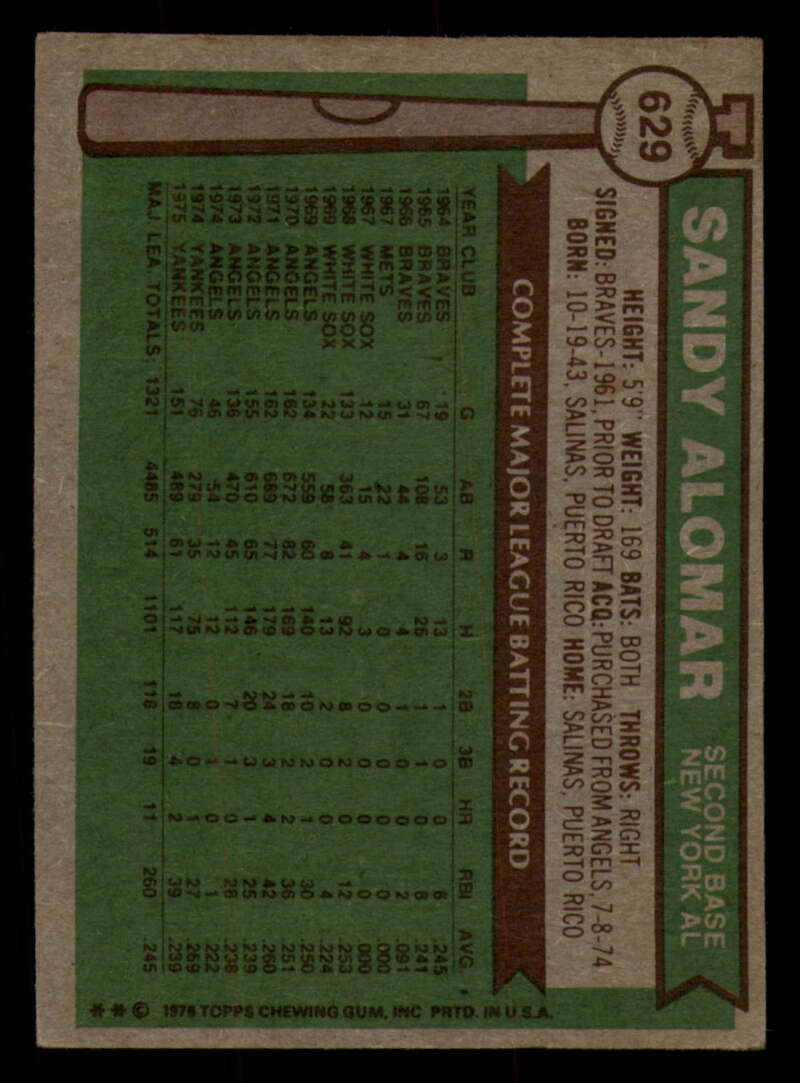 629
SANDY ALOMAR
SECOND BASE
NEW YORK AL
HEIGHT: 5'9" WEIGHT: 169 BATS: BOTH THROWS: RIGHT
SIGNED: BRAVES-1961, PRIOR TO DRAFT ACQ: PURCHASED FROM ANGELS, 7-8-74
BORN: 10-19-43, SALINAS, PUERTO RICO HOME: SALINAS, PUERTO RICO
COMPLETE MAJOR LEAGUE BATTING RECORD
YEAR CLUB G AB R H 2B 3B HR RBI AVG.
1964 BRAVES 19 53 3 13 1 0 0 6 .245
1965 BRAVES 67 108 16 26 1 1 0 8 .241
1966 BRAVES 31 44 4 4 1 0 0 2 .091
1967 METS 15 22 1 0 0 0 0 0 .000
1967 WHITE SOX 12 15 4 3 0 0 0 0 .000
1968 WHITE SOX 133 363 41 92 8 2 0 12 .253
1969 WHITE SOX 22 58 8 13 2 0 0 4 .224
1969 ANGELS 134 559 60 140 10 2 1 30 .250
1970 ANGELS 162 672 82 169 18 2 2 36 .251
1971 ANGELS 162 689 77 179 24 3 4 42 .260
1972 ANGELS 155 610 65 146 20 3 1 25 .239
1973 ANGELS 136 470 45 112 7 1 0 28 .238
1974 ANGELS 46 54 12 12 0 1 0 1 .222
1974 YANKEES 76 279 35 75 8 0 1 27 .269
1975 YANKEES 151 489 61 117 18 4 2 39 .239
MAJ. LEA. TOTALS 1321 4485 514 1101 118 19 11 260 .245
** © 1976 TOPPS CHEWING GUM, INC PRTD. IN U.S.A.